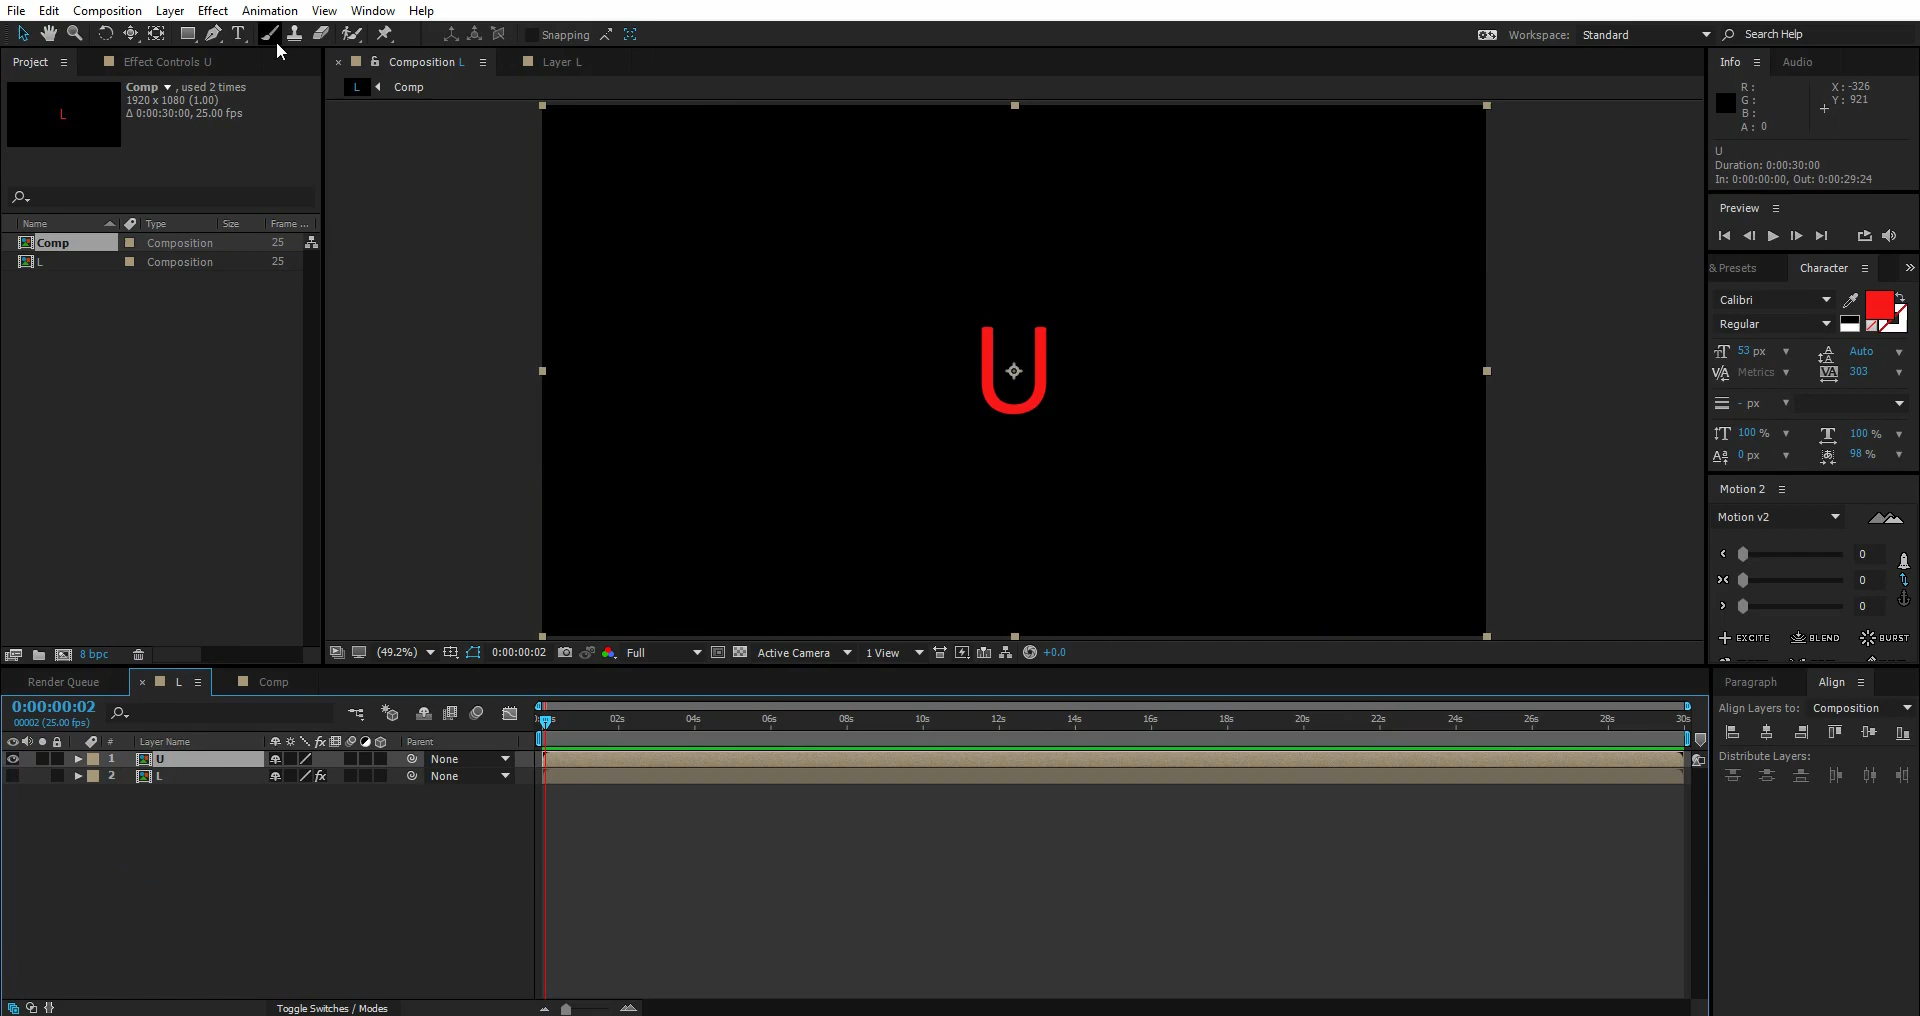 File Edit Composition Layer Effect Animation View Window Help
T Snapping Workspace: Standard Search Help
Project Effect Controls U × Composition L Layer L Info Audio
Comp , used 2 times
1920 x 1080 (1.00)
Δ 0:00:30:00, 25.00 fps
L
L Comp
R: X: -326
G: Y: 921
B:
A: 0
U
Duration: 0:00:30:00
In: 0:00:00:00, Out: 0:00:29:24
Preview
Name Type Size Frame ...
Comp Composition 25
L Composition 25
& Presets Character
Calibri
Regular
53 px Auto
Metrics 303
- px
100 % 100 %
0 px 98 %
U
Motion 2
Motion v2
0
0
0
EXCITE BLEND BURST
8 bpc
(49.2%) 0:00:00:02 Full Active Camera 1 View +0.0
Render Queue × L Comp
Paragraph Align
0:00:00:02
00002 (25.00 fps)
02s 04s 06s 08s 10s 12s 14s 16s 18s 20s 22s 24s 26s 28s 30s
Align Layers to: Composition
# Layer Name fx Parent
1 U None
2 L fx None
Distribute Layers:
Toggle Switches / Modes